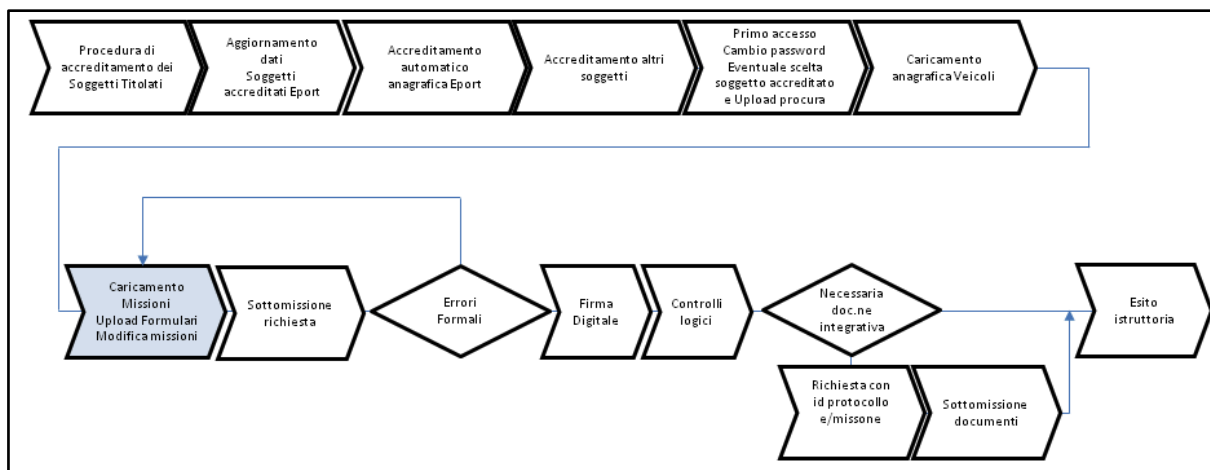 Procedura di
accreditamento dei
Soggetti Titolati
Aggiornamento
dati
Soggetti
accreditati Eport
Accreditamento
automatico
anagrafica Eport
Accreditamento altri
soggetti
Primo accesso
Cambio password
Eventuale scelta
soggetto accreditato
e Upload procura
Caricamento
anagrafica Veicoli
Caricamento
Missioni
Upload Formulari
Modifica missioni
Sottomissione
richiesta
Errori
Formali
Firma
Digitale
Controlli
logici
Necessaria
doc.ne
integrativa
Richiesta con
id protocollo
e/missone
Sottomissione
documenti
Esito
istruttoria